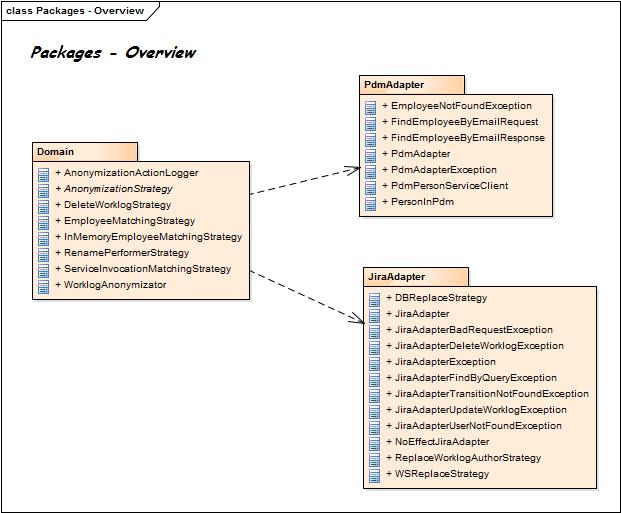 class Packages - Overview
Packages - Overview
Domain
+ AnonymizationActionLogger
+ AnonymizationStrategy
+ DeleteWorklogStrategy
+ EmployeeMatchingStrategy
+ InMemoryEmployeeMatchingStrategy
+ RenamePerformerStrategy
+ ServiceInvocationMatchingStrategy
+ WorklogAnonymizator
PdmAdapter
+ EmployeeNotFoundException
+ FindEmployeeByEmailRequest
+ FindEmployeeByEmailResponse
+ PdmAdapter
+ PdmAdapterException
+ PdmPersonServiceClient
+ PersonInPdm
JiraAdapter
+ DBReplaceStrategy
+ JiraAdapter
+ JiraAdapterBadRequestException
+ JiraAdapterDeleteWorklogException
+ JiraAdapterException
+ JiraAdapterFindByQueryException
+ JiraAdapterTransitionNotFoundException
+ JiraAdapterUpdateWorklogException
+ JiraAdapterUserNotFoundException
+ NoEffectJiraAdapter
+ ReplaceWorklogAuthorStrategy
+ WSReplaceStrategy